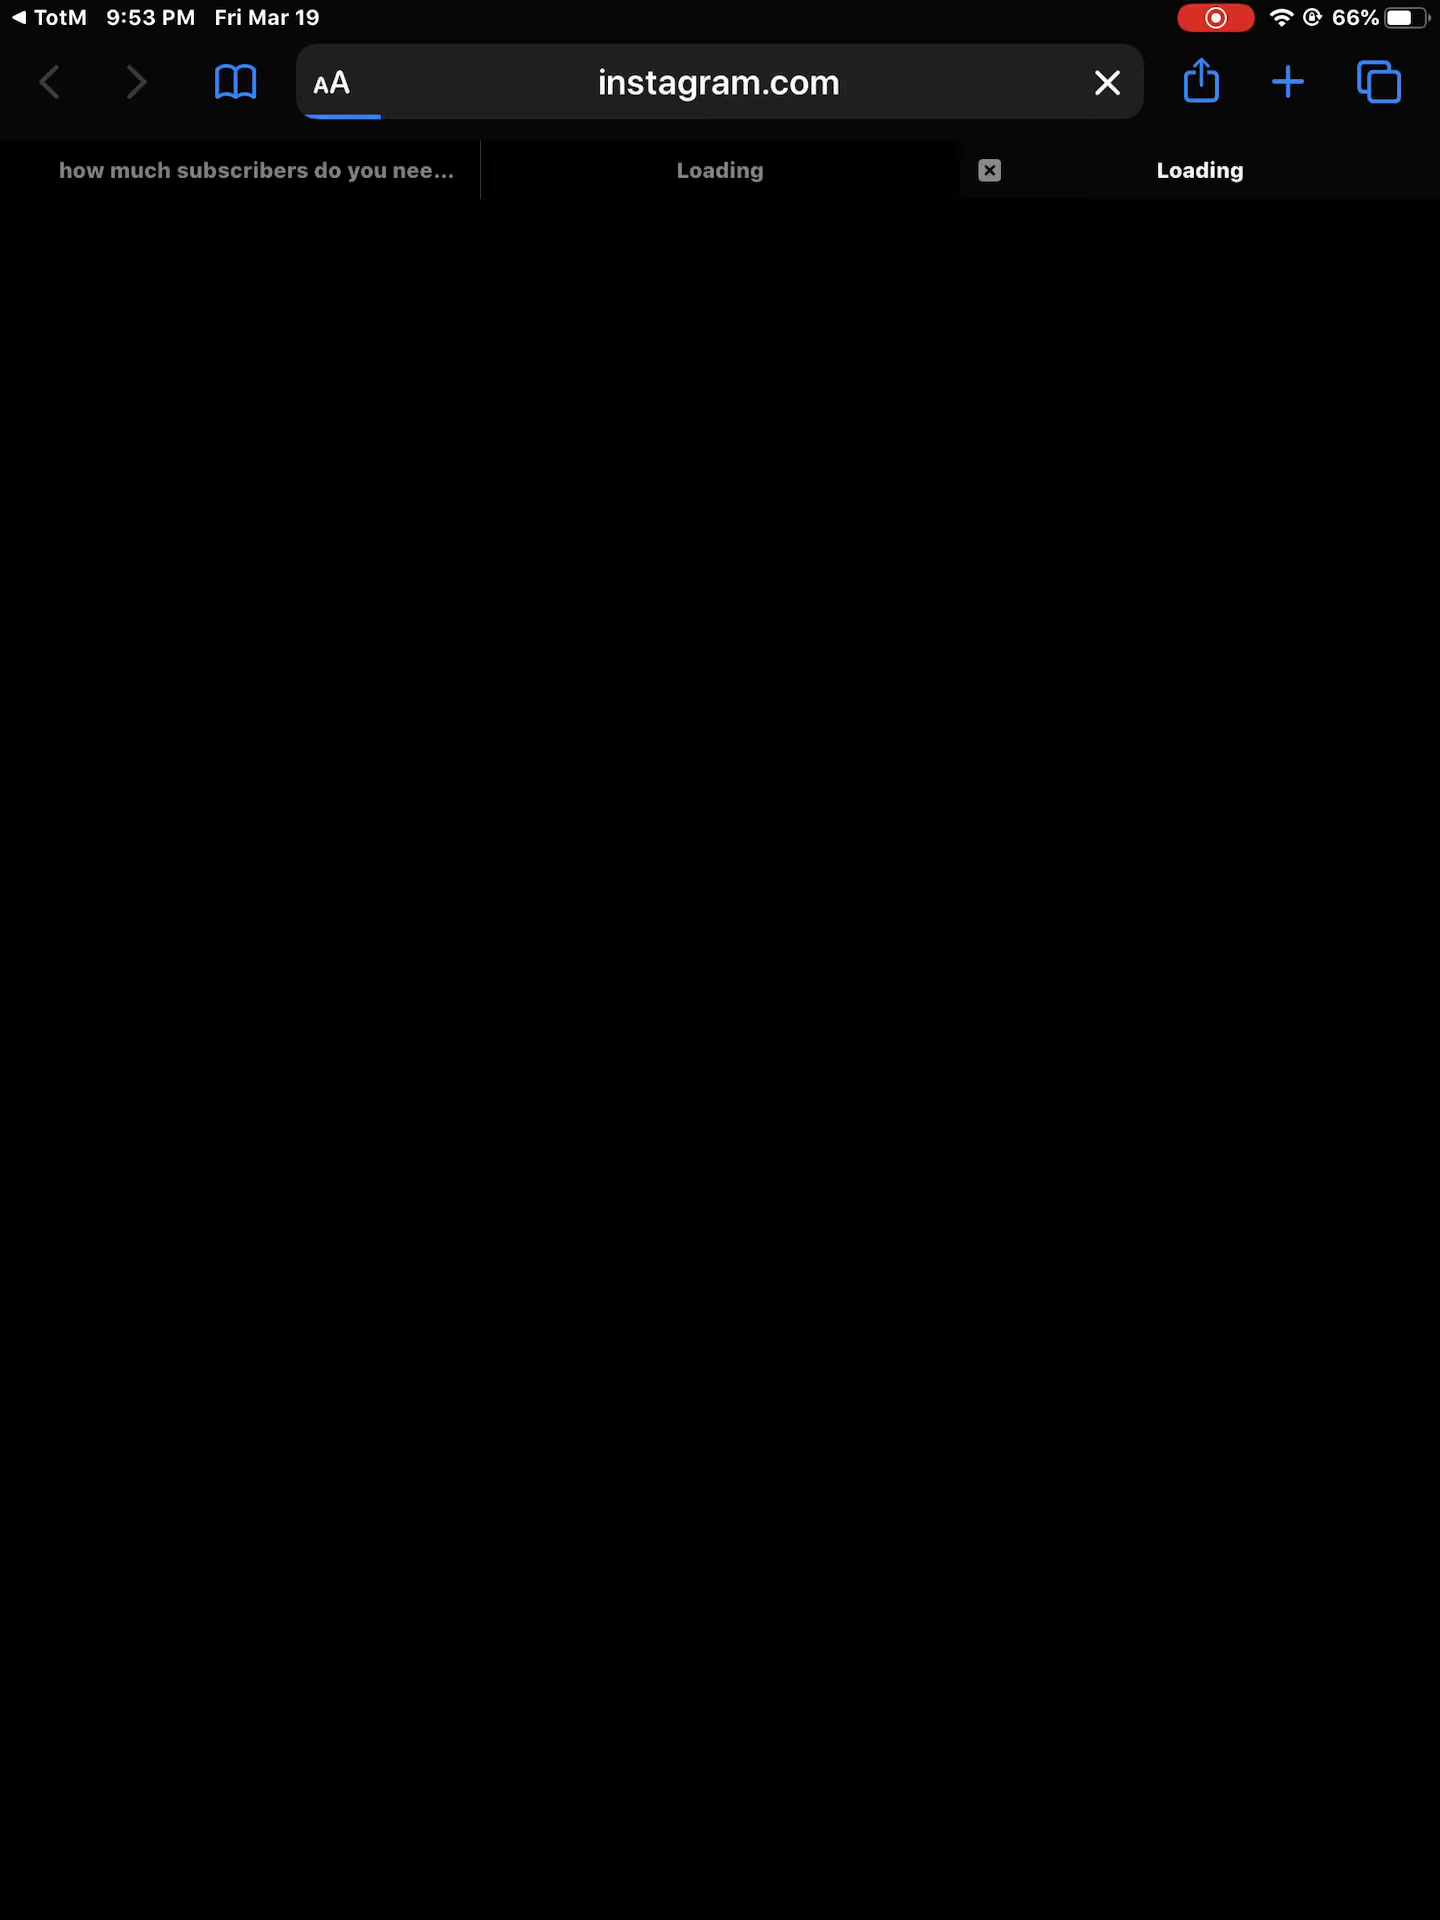 TotM 9:53 PM Fri Mar 19 66%
AA instagram.com
how much subscribers do you nee... Loading Loading